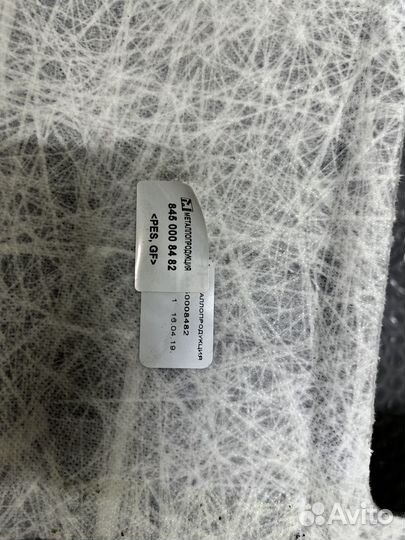 МЕТАЛЛОПРОДУКЦИЯ
845 000 84 82
<PES, GF>
АЛЛОПРОДУКЦИЯ
0008482
1 16.04.19
Avito